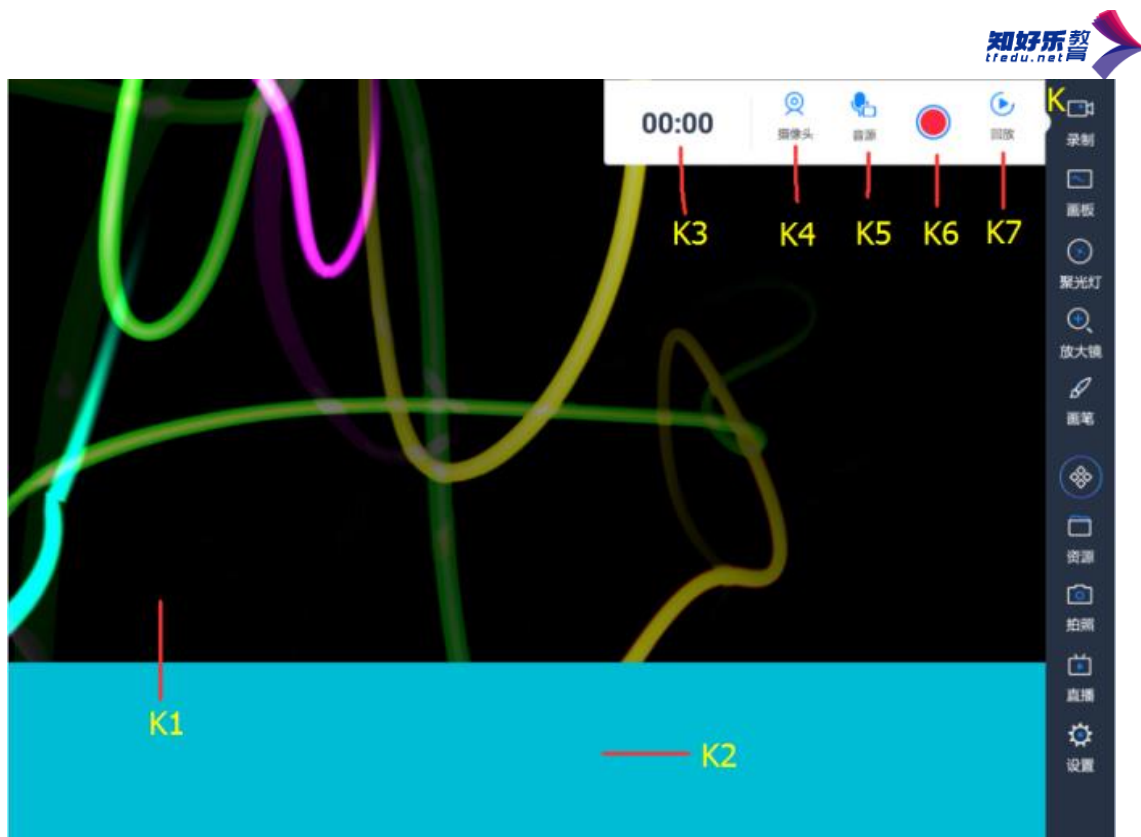 知好乐教育
tfedu.net
00:00
摄像头
音源
回放
K3
K4
K5
K6
K7
K
录制
画板
聚光灯
放大镜
画笔
资源
拍照
直播
设置
K1
K2